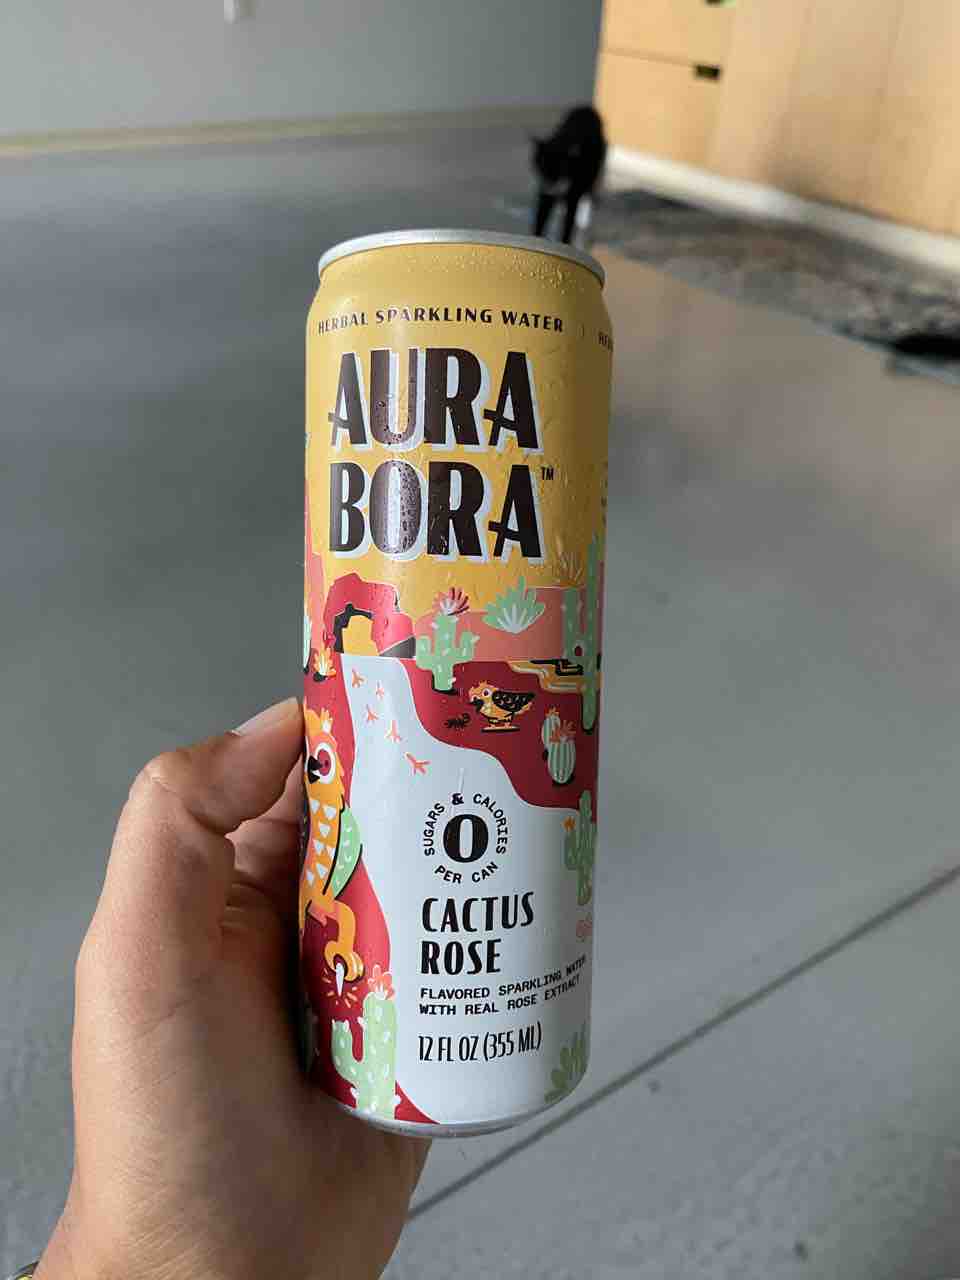 HERBAL SPARKLING WATER
AURA
BORA™
SUGARS & CALORIES
0
PER CAN
CACTUS
ROSE
FLAVORED SPARKLING WATER
WITH REAL ROSE EXTRACT
12 FL OZ (355 ML)